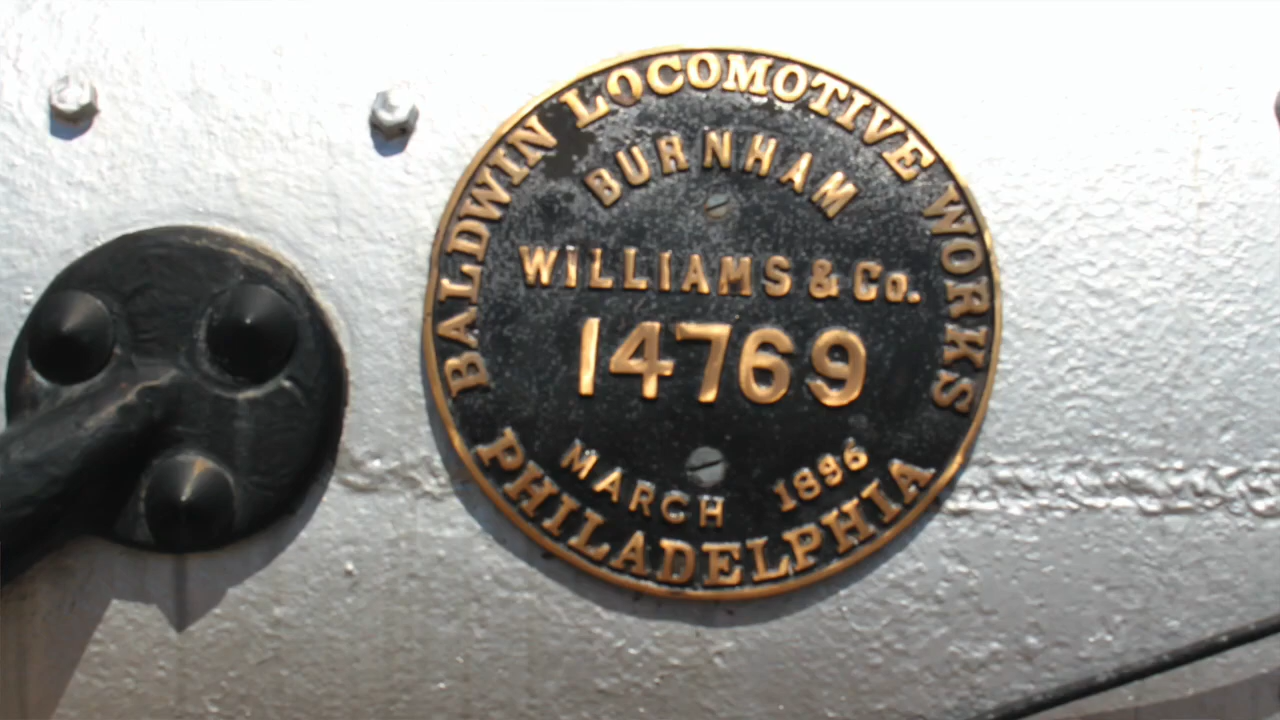 BALDWIN LOCOMOTIVE WORKS
BURNHAM
WILLIAMS & Co.
14769
MARCH 1896
PHILADELPHIA